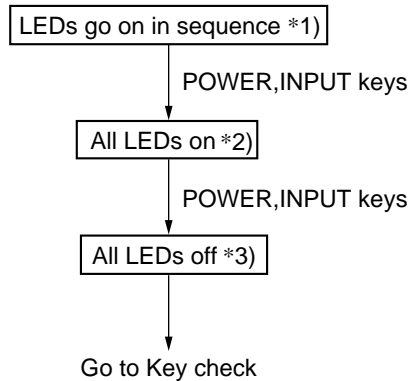 LEDs go on in sequence *1)
POWER,INPUT keys
All LEDs on *2)
POWER,INPUT keys
All LEDs off *3)
Go to Key check